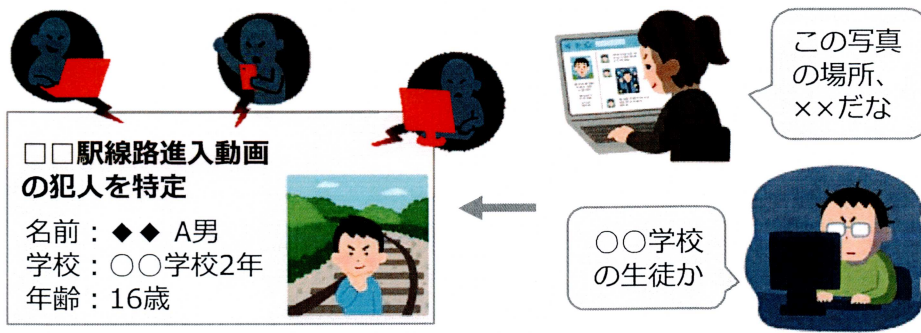 □□駅線路進入動画
の犯人を特定
名前：◆◆ A男
学校：○○学校2年
年齢：16歳
この写真
の場所、
××だな
○○学校
の生徒か